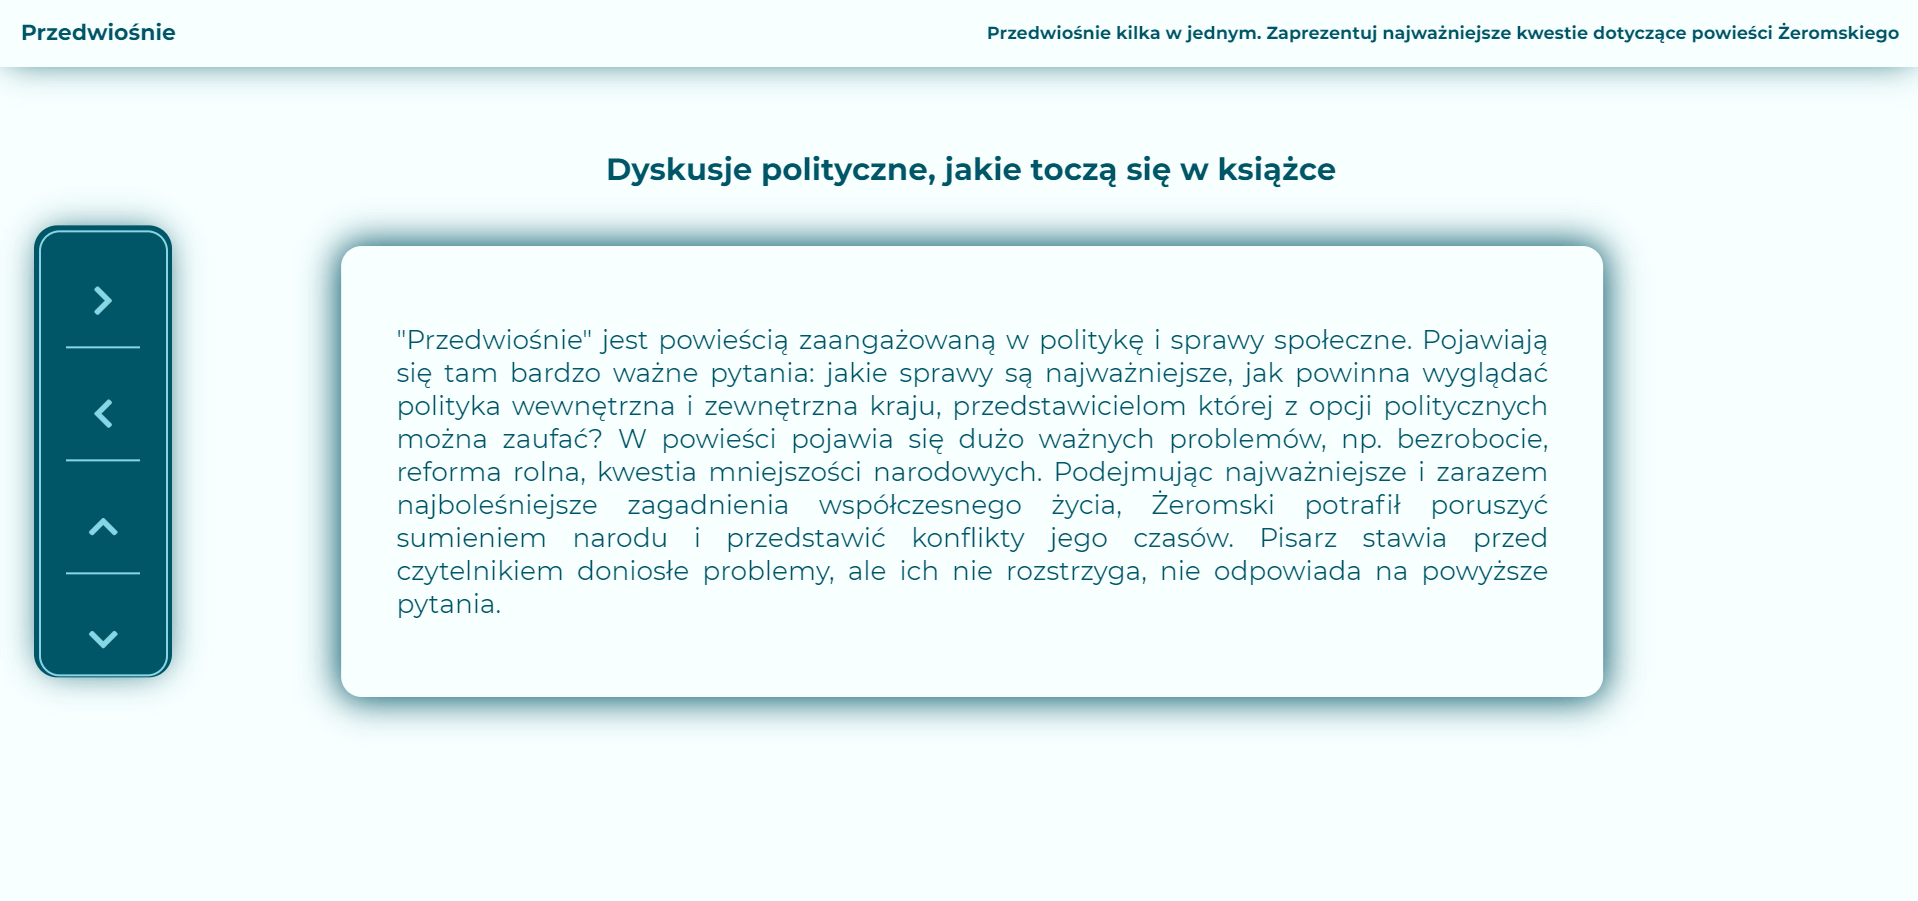 Przedwiośnie
Przedwiośnie kilka w jednym. Zaprezentuj najważniejsze kwestie dotyczące powieści Żeromskiego
Dyskusje polityczne, jakie toczą się w książce
"Przedwiośnie" jest powieścią zaangażowaną w politykę i sprawy społeczne. Pojawiają
się tam bardzo ważne pytania: jakie sprawy są najważniejsze, jak powinna wyglądać
polityka wewnętrzna i zewnętrzna kraju, przedstawicielom której z opcji politycznych
można zaufać? W powieści pojawia się dużo ważnych problemów, np. bezrobocie,
reforma rolna, kwestia mniejszości narodowych. Podejmując najważniejsze i zarazem
najboleśniejsze zagadnienia współczesnego życia, Żeromski potrafił poruszyć
sumieniem narodu i przedstawić konflikty jego czasów. Pisarz stawia przed
czytelnikiem doniosłe problemy, ale ich nie rozstrzyga, nie odpowiada na powyższe
pytania.